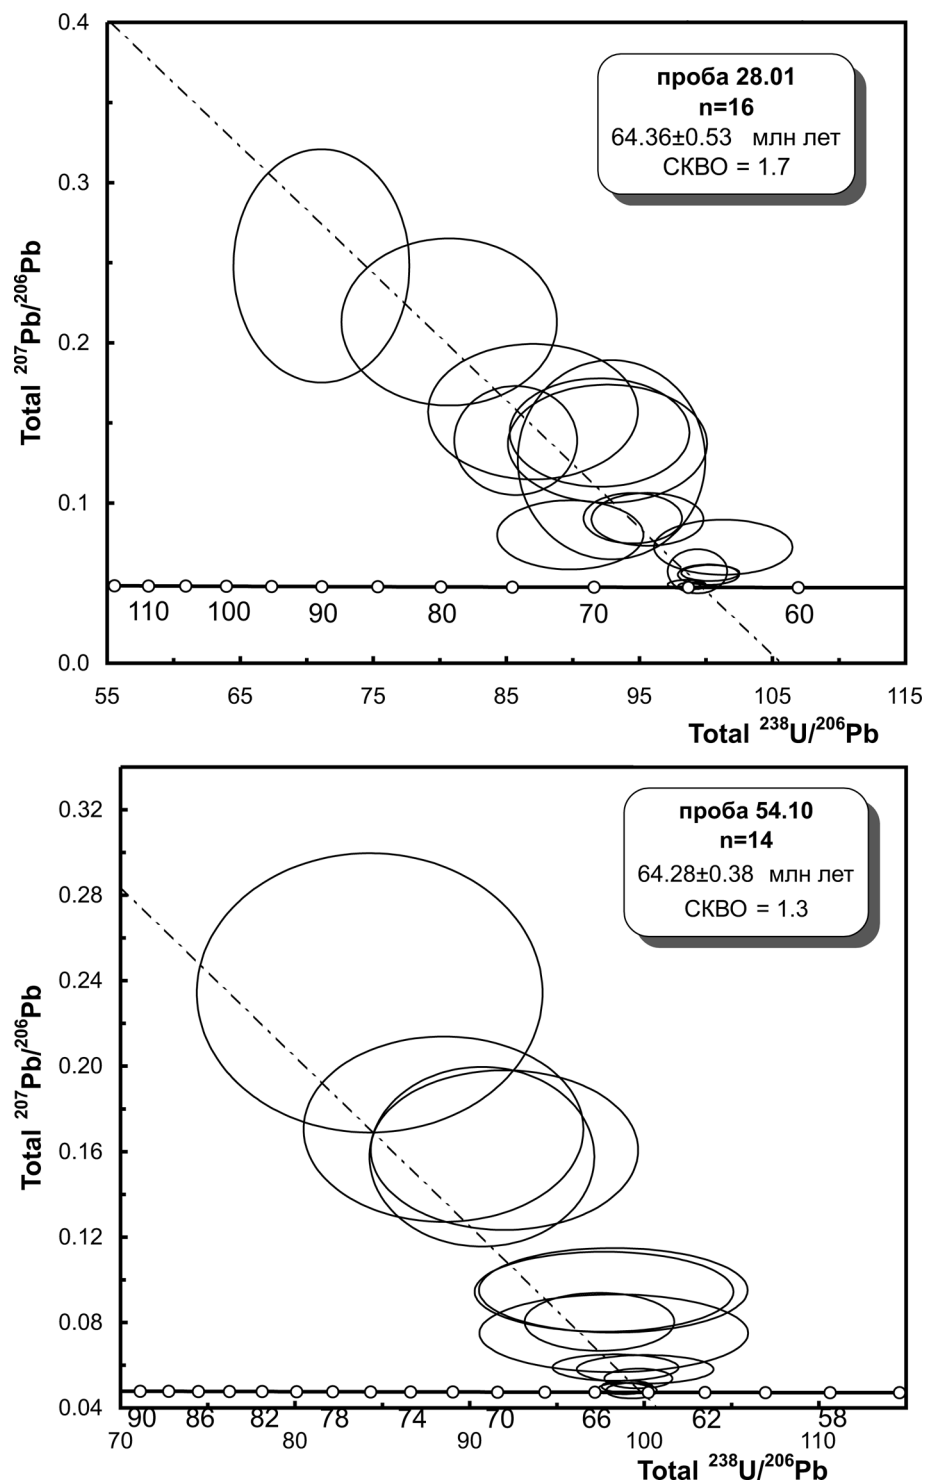 0.4
проба 28.01
n=16
64.36±0.53 млн лет
СКВО = 1.7
0.3
Total ²⁰⁷Pb/²⁰⁶Pb
0.2
0.1
110 100 90 80 70 60
0.0
55 65 75 85 95 105 115
Total ²³⁸U/²⁰⁶Pb
0.32
проба 54.10
n=14
64.28±0.38 млн лет
СКВО = 1.3
0.28
0.24
Total ²⁰⁷Pb/²⁰⁶Pb
0.20
0.16
0.12
0.08
0.04
90 86 82 78 74 70 66 62 58
70 80 90 100 110
Total ²³⁸U/²⁰⁶Pb